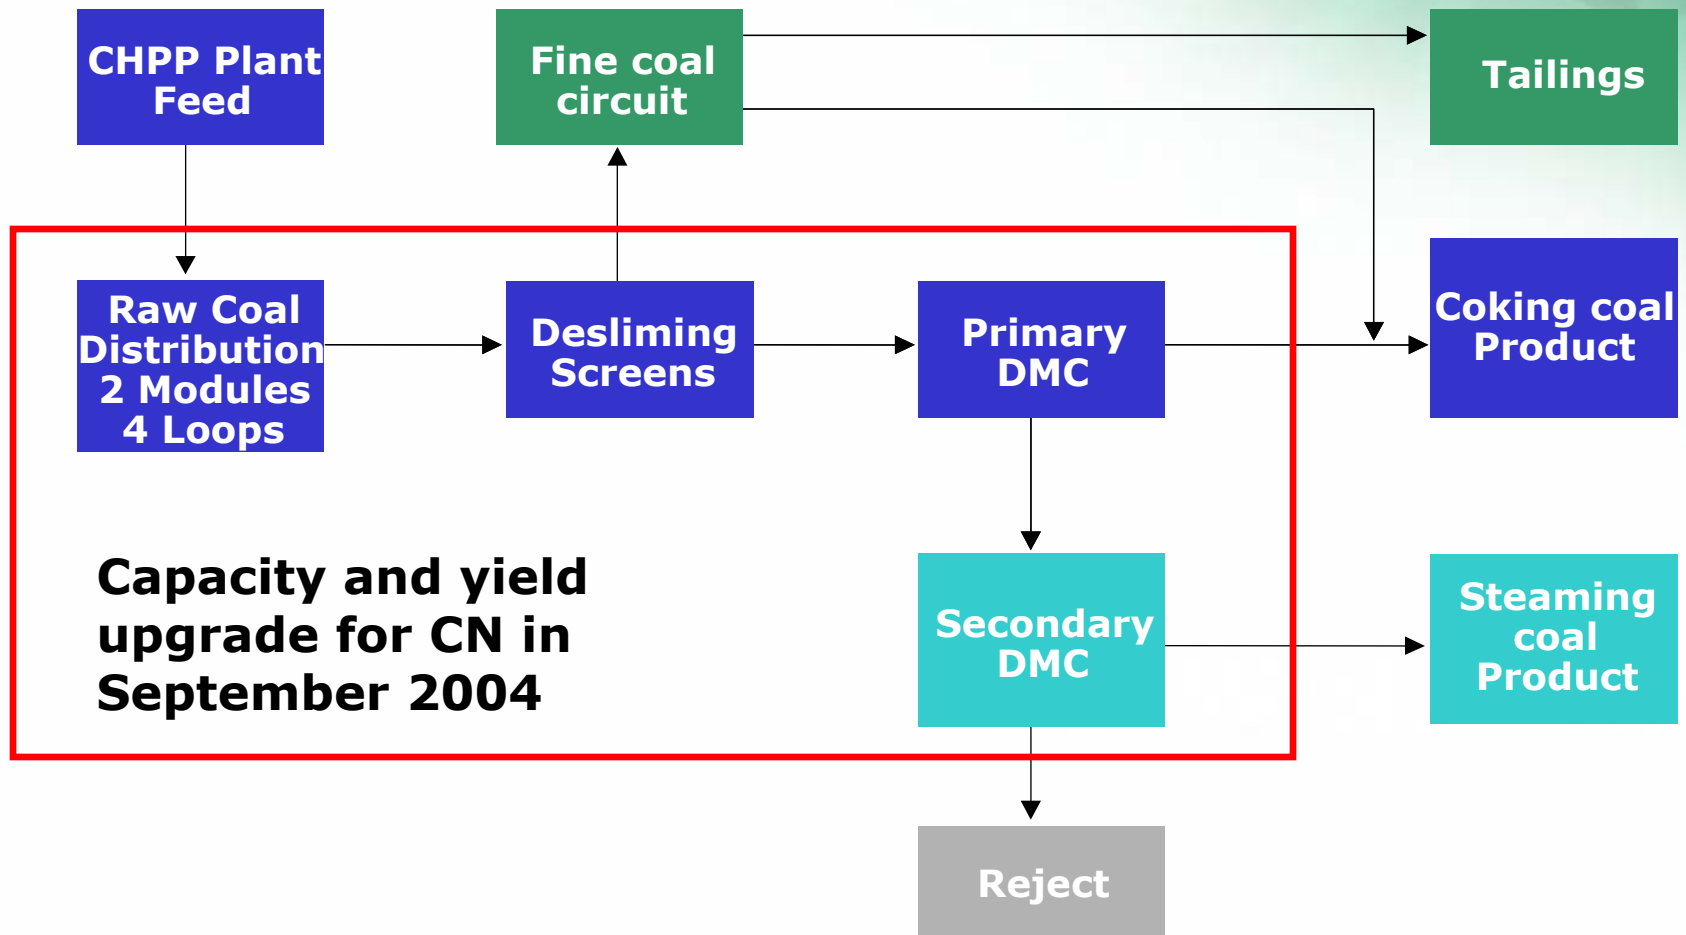 CHPP Plant
Feed
Fine coal
circuit
Tailings
Raw Coal
Distribution
2 Modules
4 Loops
Desliming
Screens
Primary
DMC
Coking coal
Product
Capacity and yield
upgrade for CN in
September 2004
Secondary
DMC
Steaming
coal
Product
Reject